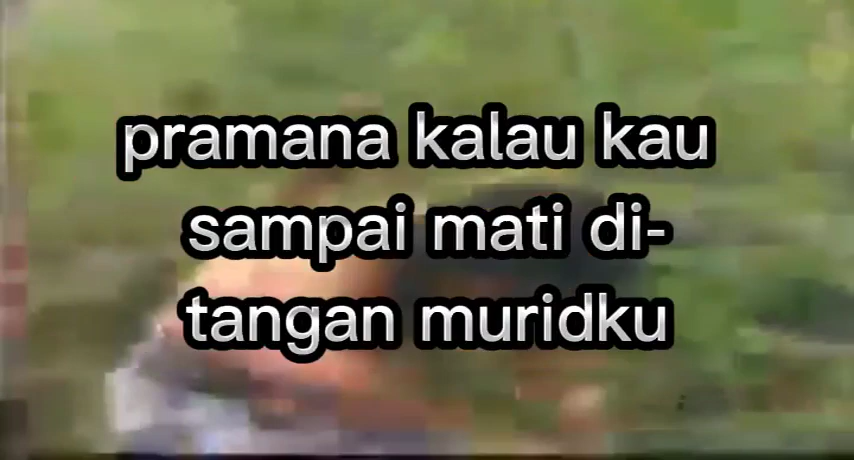 pramana kalau kau
sampai mati di-
tangan muridku